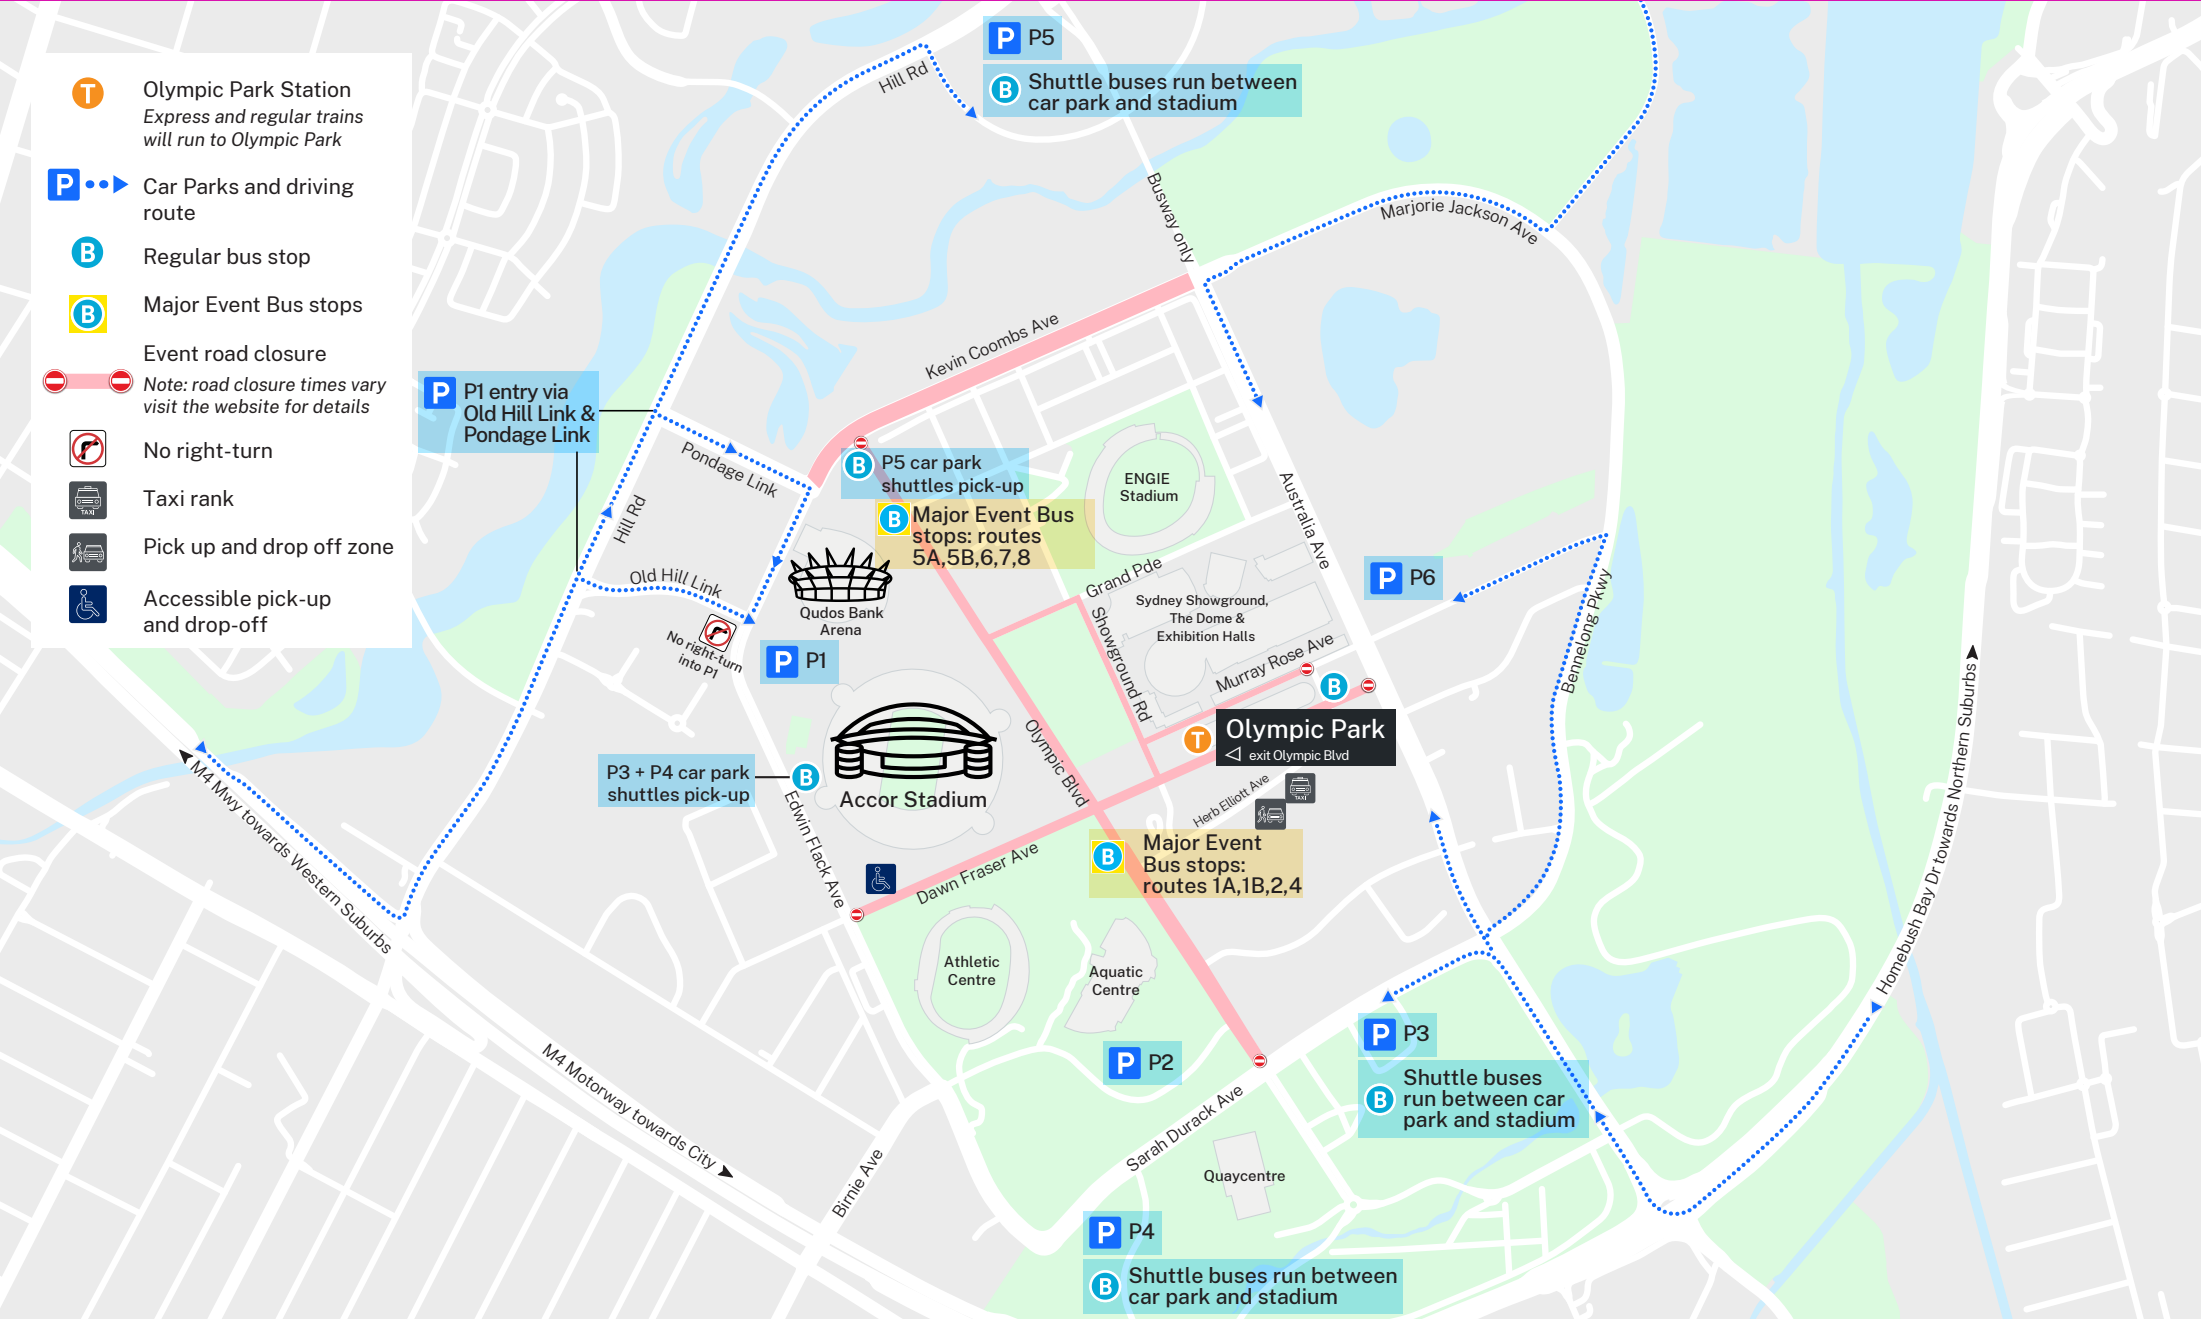 T
Olympic Park Station
Express and regular trains
will run to Olympic Park
P
Car Parks and driving
route
B
Regular bus stop
B
Major Event Bus stops
Event road closure
Note: road closure times vary
visit the website for details
No right-turn
TAXI
Taxi rank
Pick up and drop off zone
Accessible pick-up
and drop-off
P P5
B Shuttle buses run between
car park and stadium
Hill Rd
Busway only
Marjorie Jackson Ave
Kevin Coombs Ave
P P1 entry via
Old Hill Link &
Pondage Link
Pondage Link
B P5 car park
shuttles pick-up
B Major Event Bus
stops: routes
5A,5B,6,7,8
ENGIE
Stadium
Australia Ave
Hill Rd
Old Hill Link
Qudos Bank
Arena
Grand Pde
Sydney Showground,
The Dome &
Exhibition Halls
Showground Rd
Murray Rose Ave
P P6
Bennelong Pkwy
No right-turn
into P1
P P1
B
T
Olympic Park
exit Olympic Blvd
Olympic Blvd
P3 + P4 car park
shuttles pick-up
B
Accor Stadium
Edwin Flack Ave
Herb Elliott Ave
TAXI
B Major Event
Bus stops:
routes 1A,1B,2,4
Dawn Fraser Ave
M4 Mwy towards Western Suburbs
Homebush Bay Dr towards Northern Suburbs
Athletic
Centre
Aquatic
Centre
P P2
P P3
B Shuttle buses
run between car
park and stadium
M4 Motorway towards City
Birnie Ave
Sarah Durack Ave
Quaycentre
P P4
B Shuttle buses run between
car park and stadium